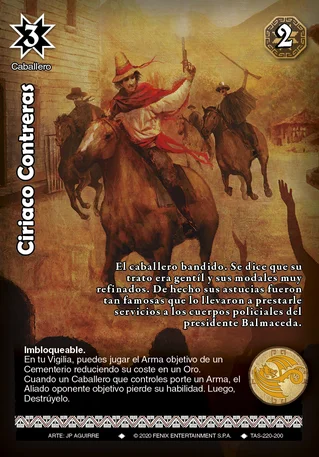 3
2
Caballero
Ciriaco Contreras
El caballero bandido. Se dice que su
trato era gentil y sus modales muy
refinados. De hecho sus astucias fueron
tan famosas que lo llevaron a prestarle
servicios a los cuerpos policiales del
presidente Balmaceda.
Imbloqueable.
En tu Vigilia, puedes jugar el Arma objetivo de un
Cementerio reduciendo su coste en un Oro.
Cuando un Caballero que controles porte un Arma, el
Aliado oponente objetivo pierde su habilidad. Luego,
Destrúyelo.
ARTE: JP AGUIRRE ◆ © 2020 FENIX ENTERTAINMENT S.P.A. ◆ TAS-220-200